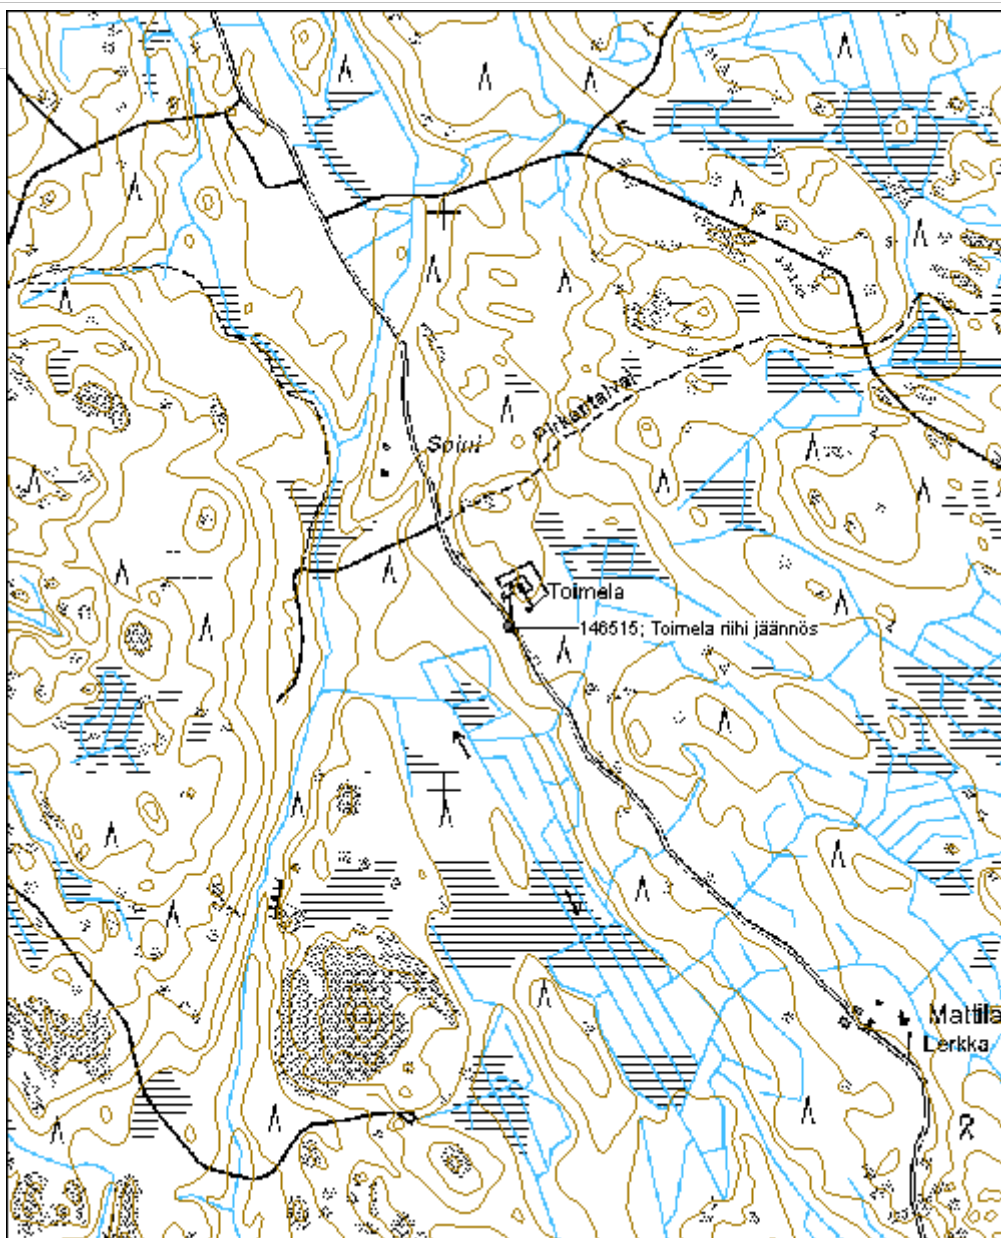 Pirkantaival
Soini
Toimela
146515; Toimela riihi jäännös
Mattila
Lerkka